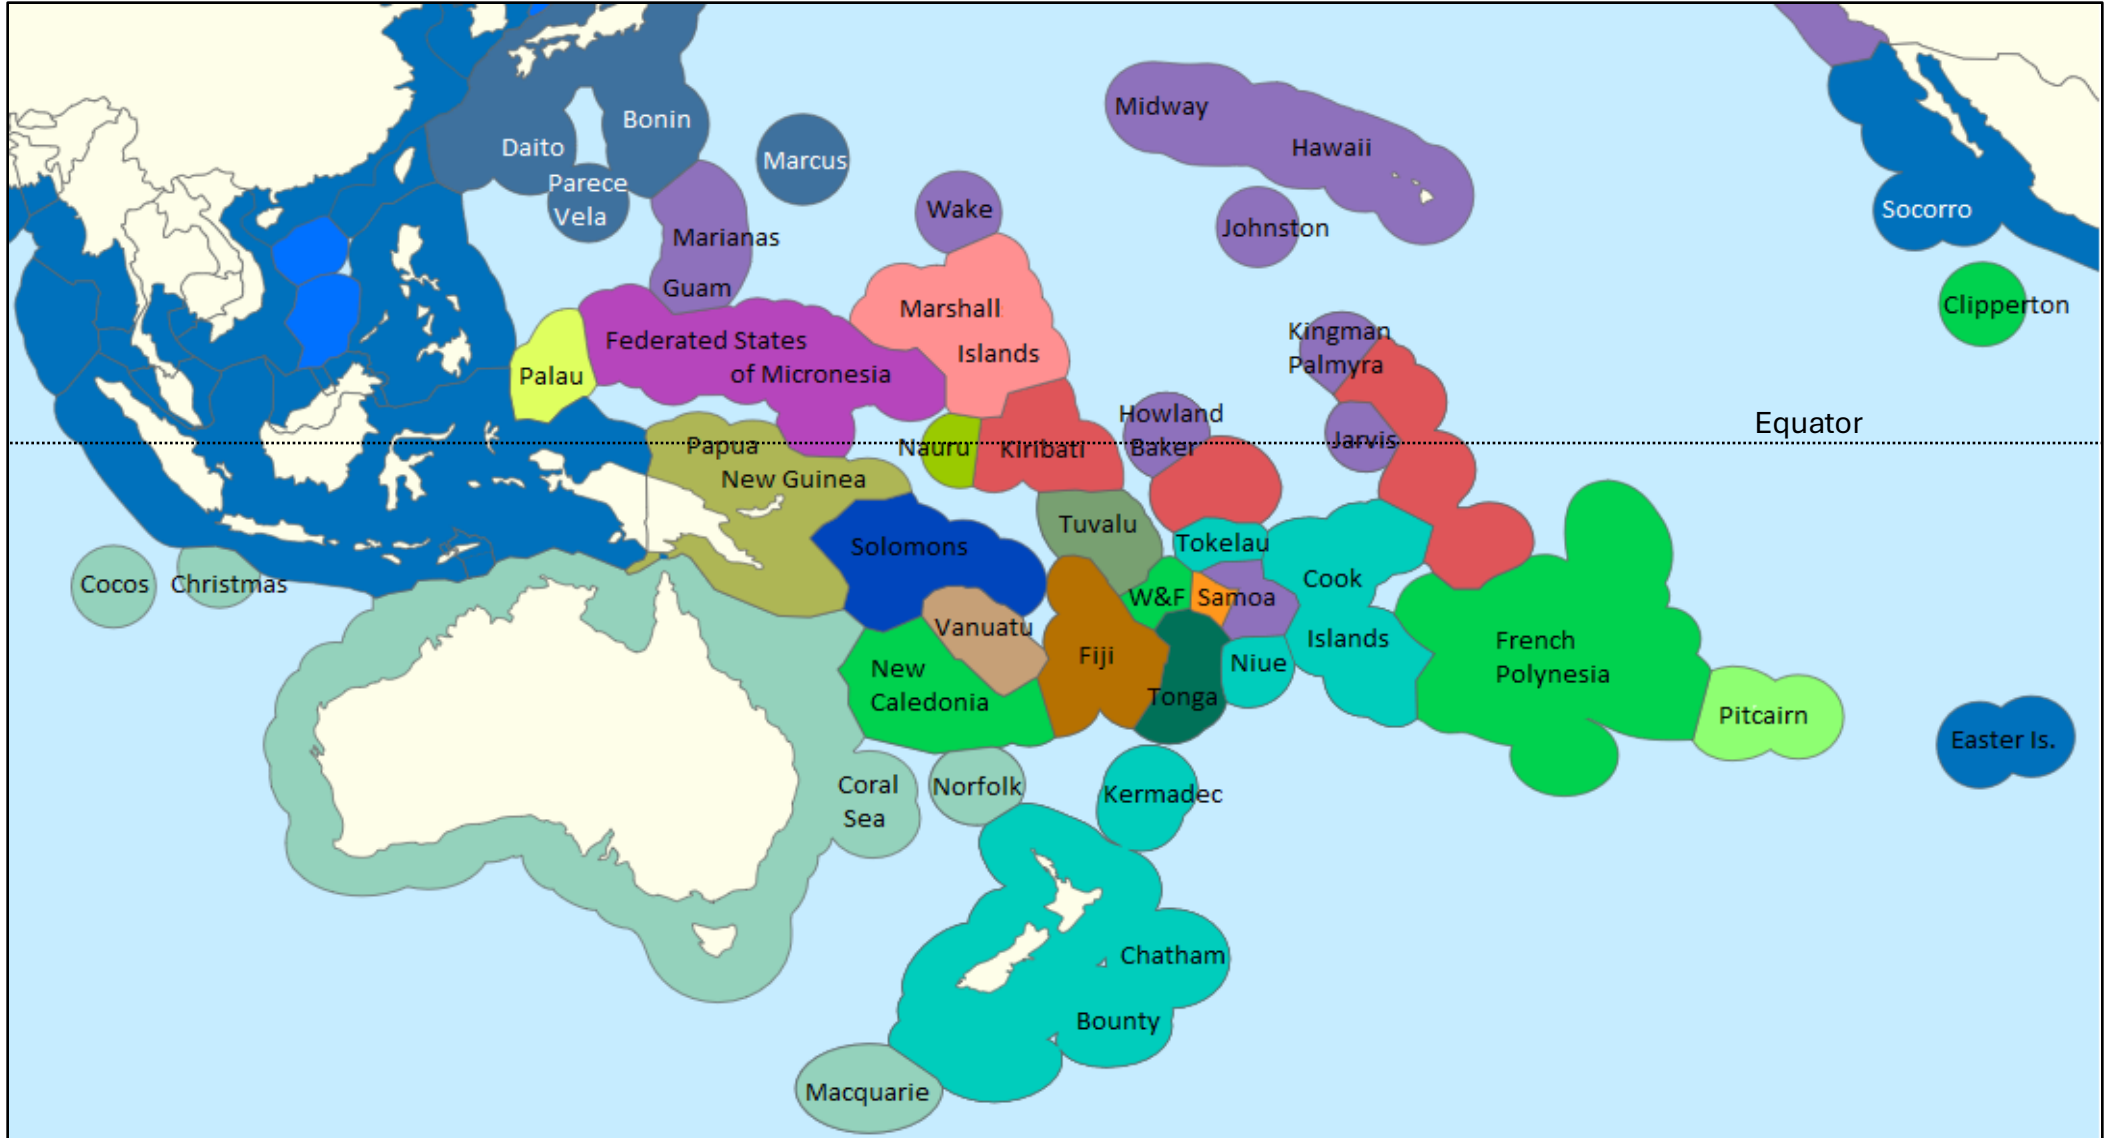 Midway
Bonin
Daito
Hawaii
Marcus
Parece
Vela
Wake
Socorro
Johnston
Marianas
Guam
Clipperton
Marshall
Islands
Kingman
Palmyra
Federated States
of Micronesia
Palau
Howland
Baker
Equator
Jarvis
Papua
New Guinea
Nauru
Kiribati
Tuvalu
Solomons
Tokelau
Cocos
Christmas
Cook
Islands
W&F
Samoa
Vanuatu
Fiji
French
Polynesia
New
Caledonia
Niue
Tonga
Pitcairn
Easter Is.
Coral
Sea
Norfolk
Kermadec
Chatham
Bounty
Macquarie